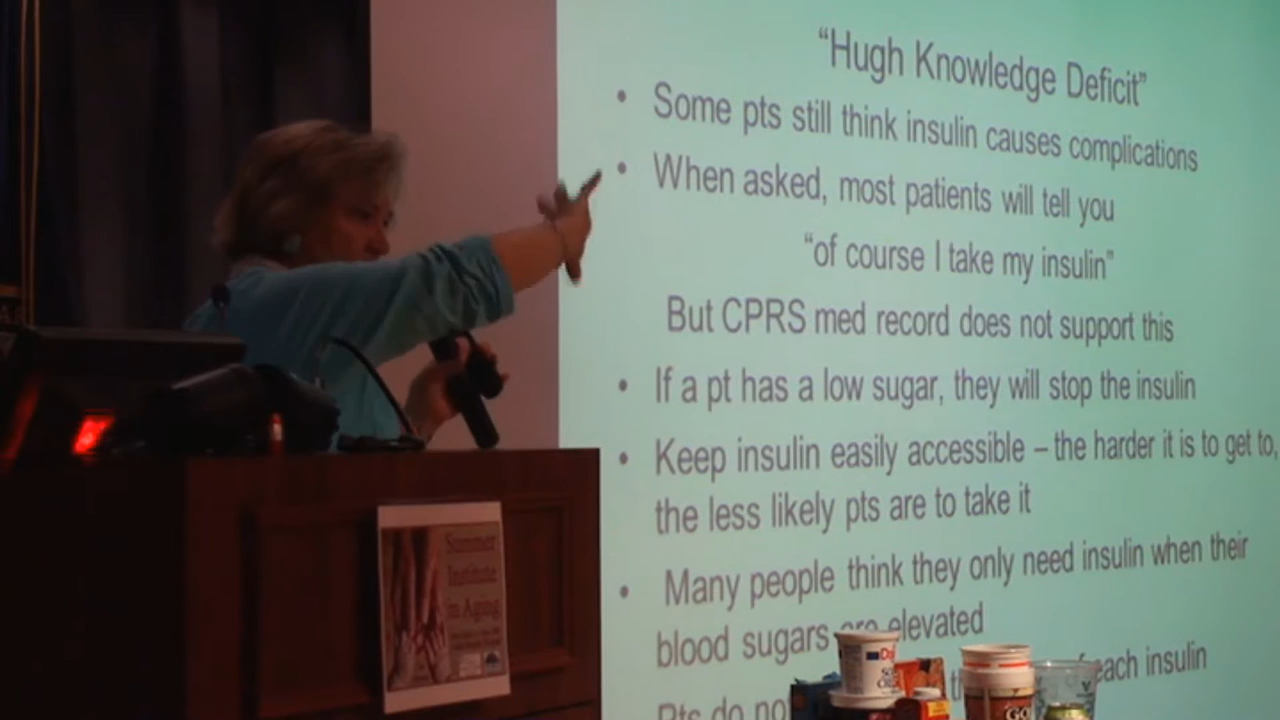 “Hugh Knowledge Deficit”
• Some pts still think insulin causes complications
• When asked, most patients will tell you
“of course I take my insulin”
But CPRS med record does not support this
• If a pt has a low sugar, they will stop the insulin
• Keep insulin easily accessible – the harder it is to get to,
the less likely pts are to take it
• Many people think they only need insulin when their
blood sugars are elevated
Pts do no
each insulin
Summer
Institute
in Aging